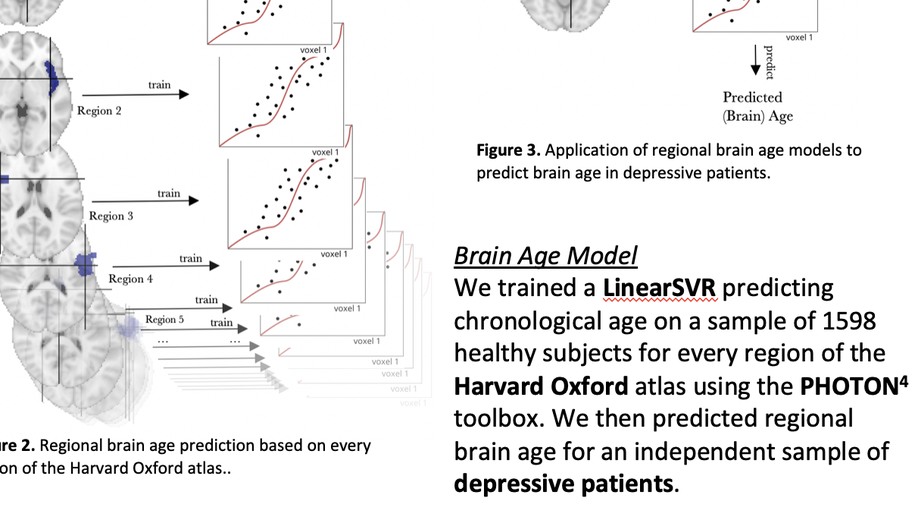 voxel 1
train
Region 2
voxel 1
train
Region 3
voxel 1
train
Region 4
voxel 1
train
Region 5
train
...
...
voxel 1
voxel 1
voxel 1
voxel 1
voxel 1
re 2. Regional brain age prediction based on every
on of the Harvard Oxford atlas..
voxel 1
predict
Predicted
(Brain) Age
Figure 3. Application of regional brain age models to
predict brain age in depressive patients.
Brain Age Model
We trained a LinearSVR predicting
chronological age on a sample of 1598
healthy subjects for every region of the
Harvard Oxford atlas using the PHOTON⁴
toolbox. We then predicted regional
brain age for an independent sample of
depressive patients.